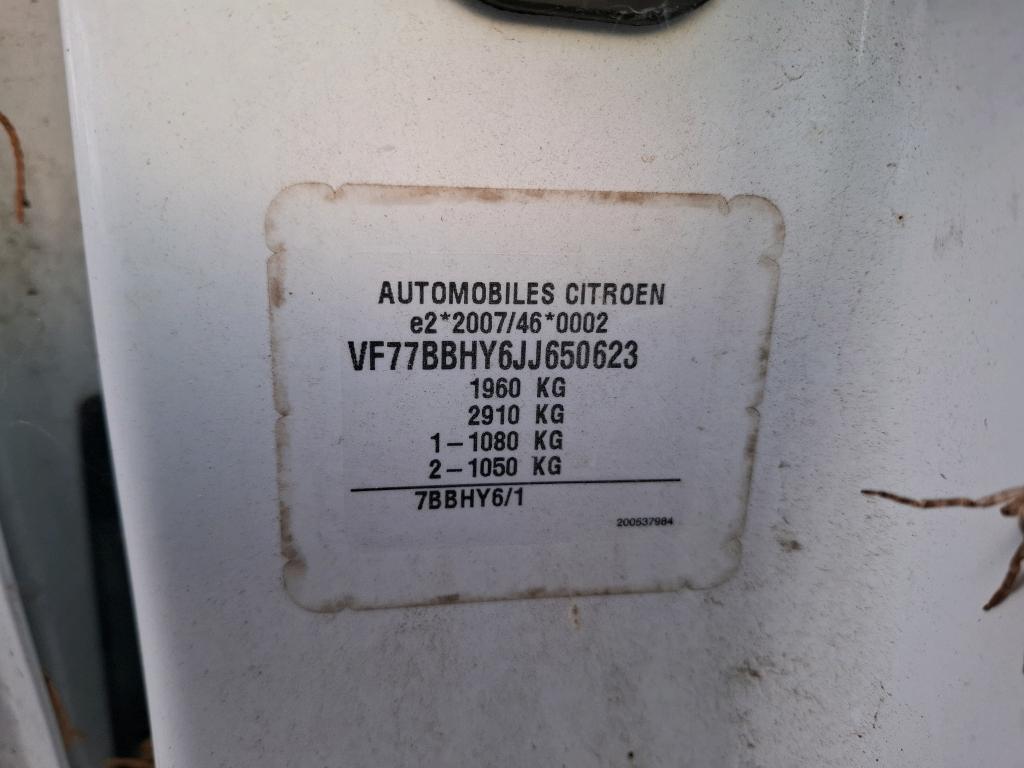 AUTOMOBILES CITROEN
e2*2007/46*0002
VF77BBHY6JJ650623
1960 KG
2910 KG
1-1080 KG
2-1050 KG
7BBHY6/1
200537984